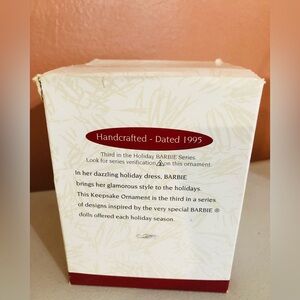 Handcrafted - Dated 1995
Third in the Holiday BARBIE Series.
Look for series verification on this ornament.
In her dazzling holiday dress, BARBIE
brings her glamorous style to the holidays.
This Keepsake Ornament is the third in a series
of designs inspired by the very special BARBIE ®
dolls offered each holiday season.